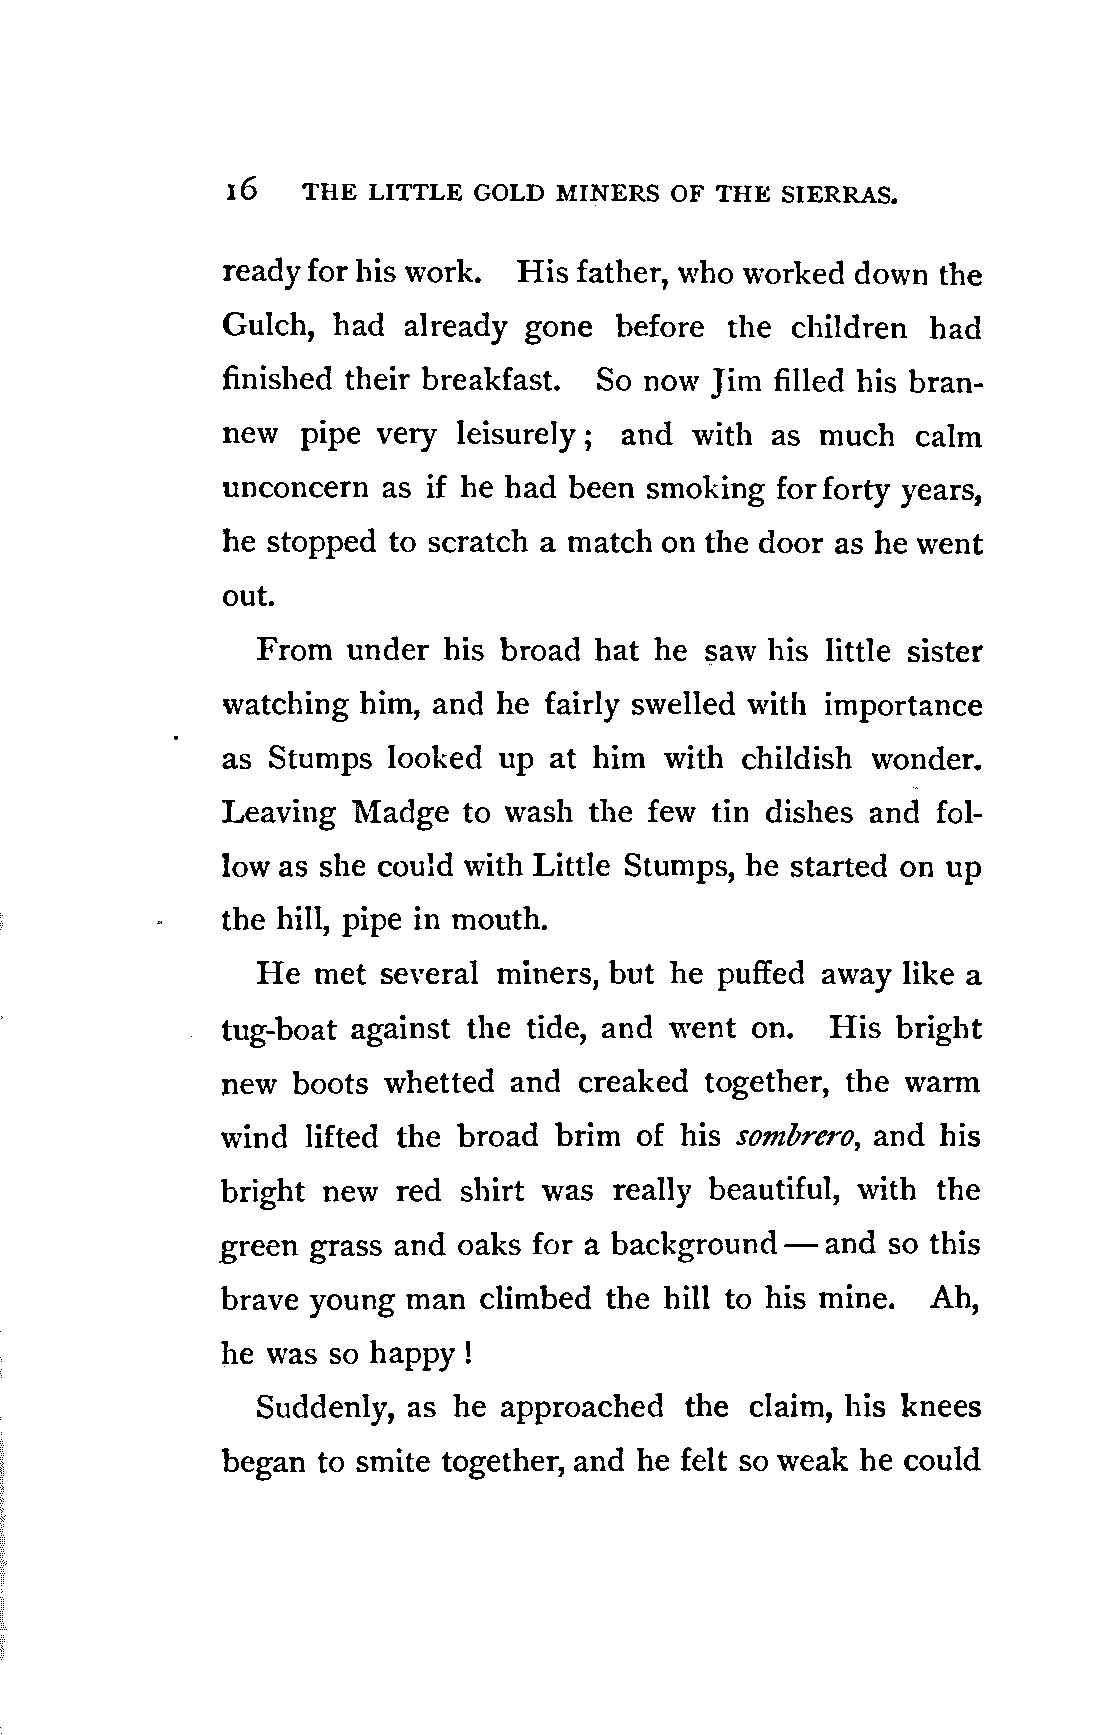 16 THE LITTLE GOLD MINERS OF THE SIERRAS.
ready for his work. His father, who worked down the
Gulch, had already gone before the children had
finished their breakfast. So now Jim filled his bran-
new pipe very leisurely; and with as much calm
unconcern as if he had been smoking for forty years,
he stopped to scratch a match on the door as he went
out.
From under his broad hat he saw his little sister
watching him, and he fairly swelled with importance
as Stumps looked up at him with childish wonder.
Leaving Madge to wash the few tin dishes and fol-
low as she could with Little Stumps, he started on up
the hill, pipe in mouth.
He met several miners, but he puffed away like a
tug-boat against the tide, and went on. His bright
new boots whetted and creaked together, the warm
wind lifted the broad brim of his sombrero, and his
bright new red shirt was really beautiful, with the
green grass and oaks for a background — and so this
brave young man climbed the hill to his mine. Ah,
he was so happy!
Suddenly, as he approached the claim, his knees
began to smite together, and he felt so weak he could